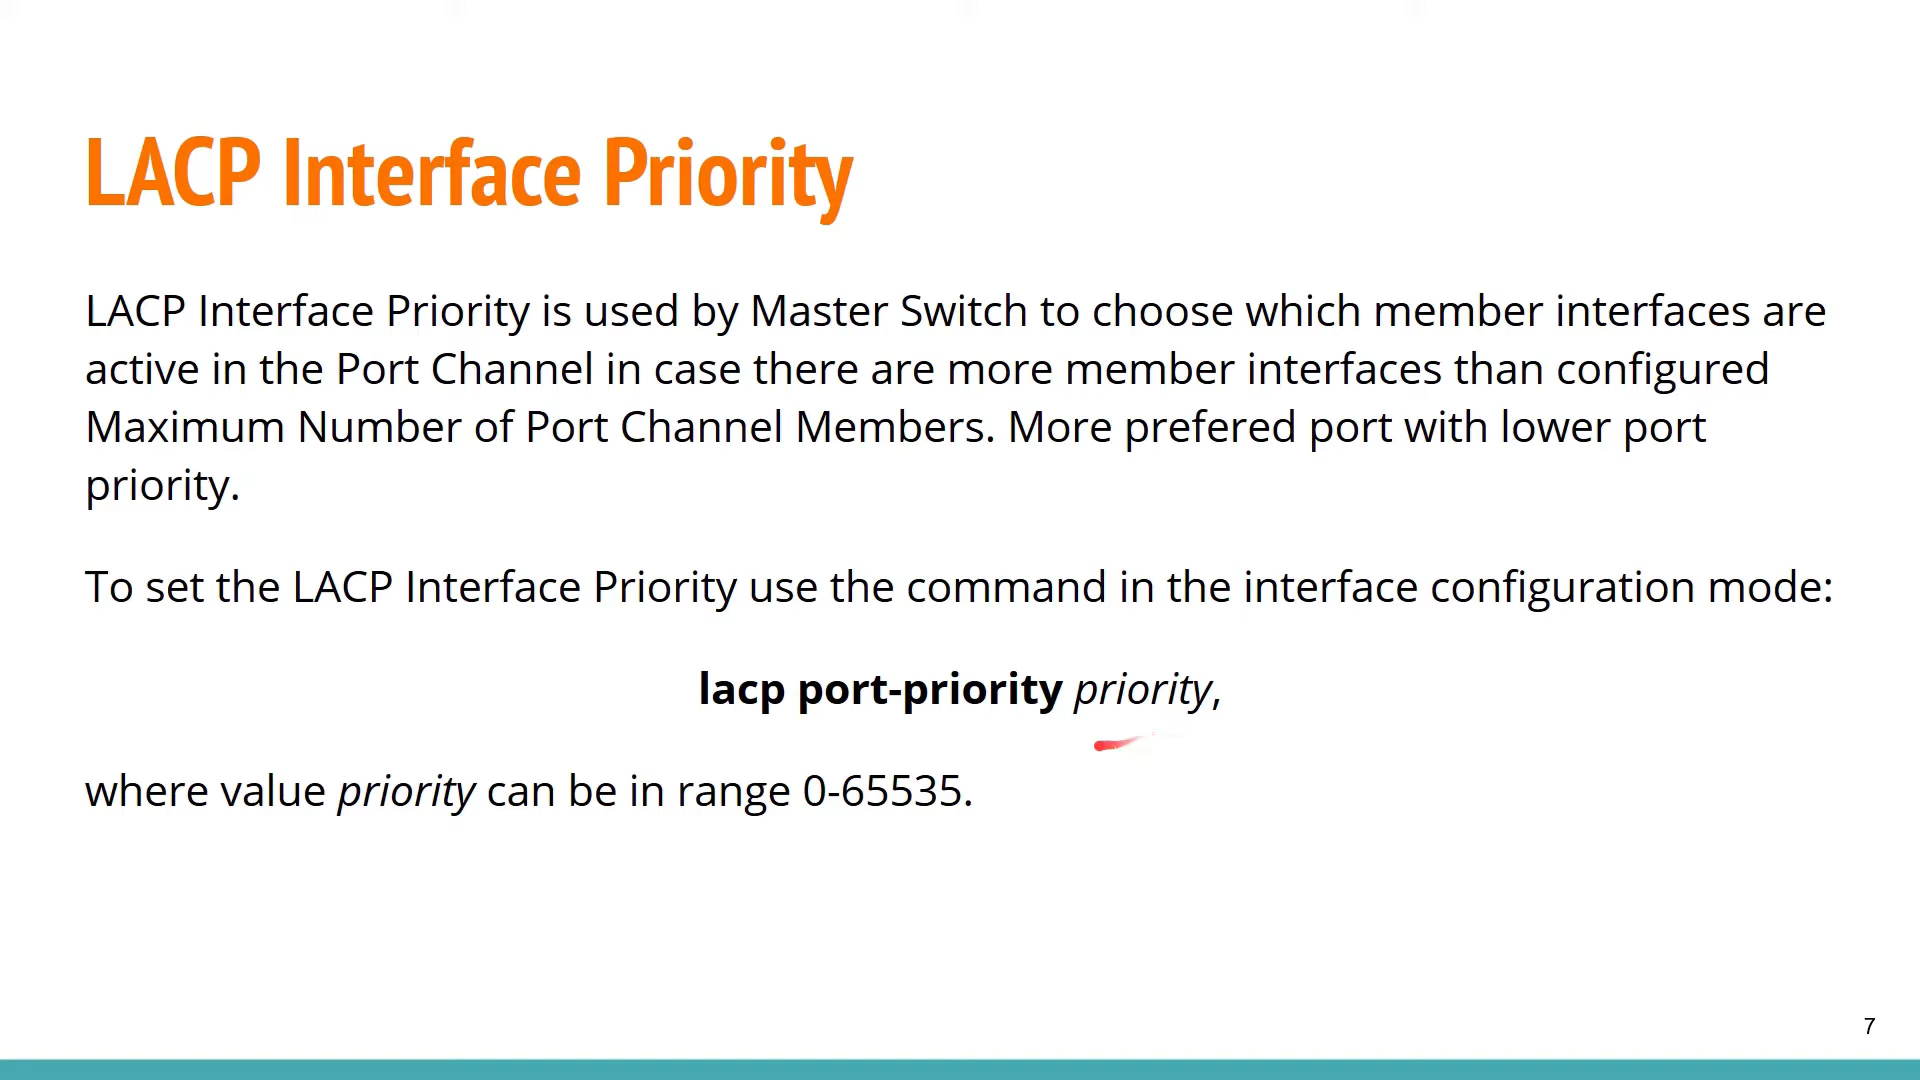 LACP Interface Priority
LACP Interface Priority is used by Master Switch to choose which member interfaces are
active in the Port Channel in case there are more member interfaces than configured
Maximum Number of Port Channel Members. More prefered port with lower port
priority.
To set the LACP Interface Priority use the command in the interface configuration mode:
lacp port-priority priority,
where value priority can be in range 0-65535.
7